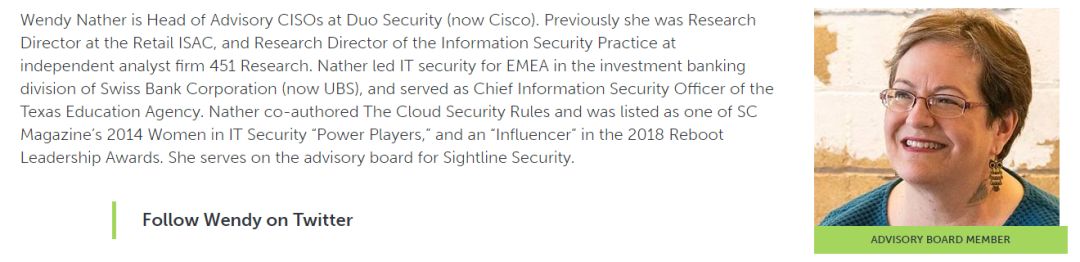 Wendy Nather is Head of Advisory CISOs at Duo Security (now Cisco). Previously she was Research
Director at the Retail ISAC, and Research Director of the Information Security Practice at
independent analyst firm 451 Research. Nather led IT security for EMEA in the investment banking
division of Swiss Bank Corporation (now UBS), and served as Chief Information Security Officer of the
Texas Education Agency. Nather co-authored The Cloud Security Rules and was listed as one of SC
Magazine's 2014 Women in IT Security “Power Players,” and an “Influencer” in the 2018 Reboot
Leadership Awards. She serves on the advisory board for Sightline Security.
Follow Wendy on Twitter
ADVISORY BOARD MEMBER